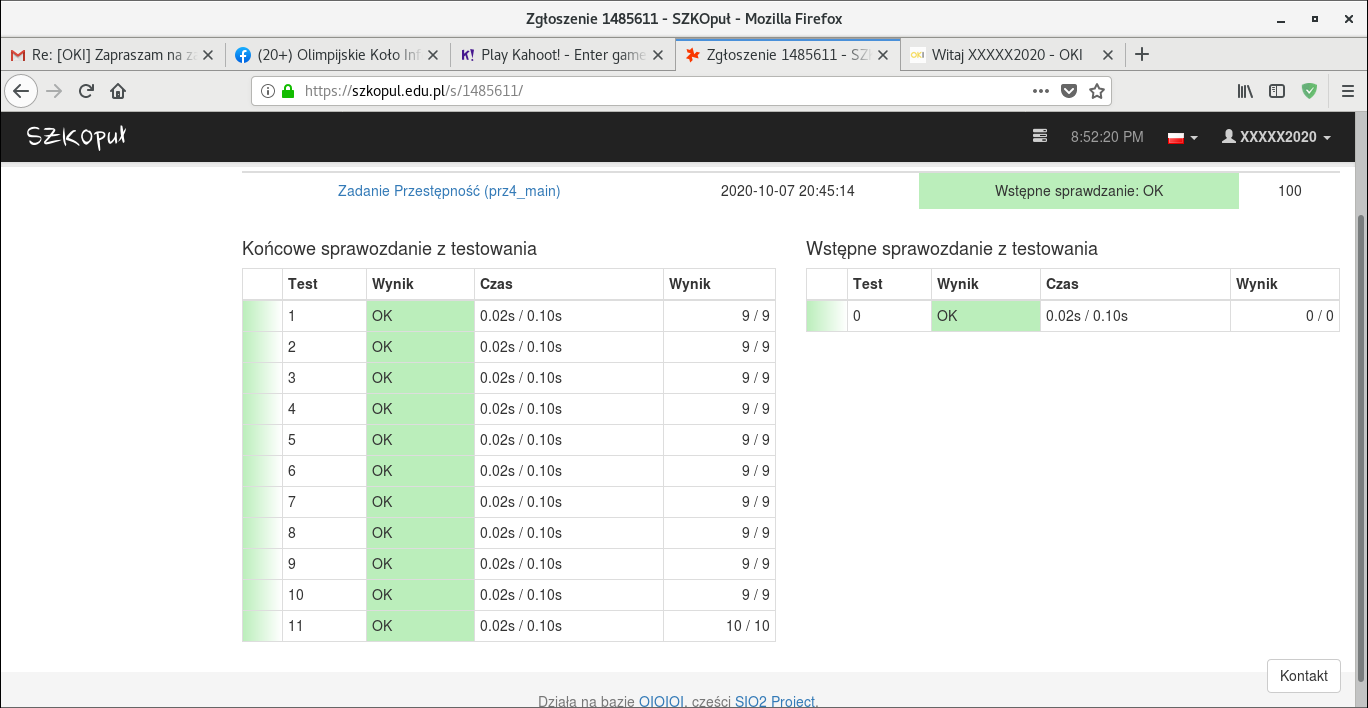 Zgłoszenie 1485611 - SZKOpuł - Mozilla Firefox
Re: [OKI] Zapraszam na z
(20+) Olimpijskie Koło Inf
Play Kahoot! - Enter game
Zgłoszenie 1485611 - SZ
Witaj XXXXX2020 - OKI
https://szkopul.edu.pl/s/1485611/
SZKOpuł
8:52:20 PM
XXXXX2020
Zadanie Przestępność (prz4_main) 2020-10-07 20:45:14 Wstępne sprawdzanie: OK 100
Końcowe sprawozdanie z testowania
Test Wynik Czas Wynik
1 OK 0.02s / 0.10s 9 / 9
2 OK 0.02s / 0.10s 9 / 9
3 OK 0.02s / 0.10s 9 / 9
4 OK 0.02s / 0.10s 9 / 9
5 OK 0.02s / 0.10s 9 / 9
6 OK 0.02s / 0.10s 9 / 9
7 OK 0.02s / 0.10s 9 / 9
8 OK 0.02s / 0.10s 9 / 9
9 OK 0.02s / 0.10s 9 / 9
10 OK 0.02s / 0.10s 9 / 9
11 OK 0.02s / 0.10s 10 / 10
Wstępne sprawozdanie z testowania
Test Wynik Czas Wynik
0 OK 0.02s / 0.10s 0 / 0
Kontakt
Działa na bazie OIOIOI, części SIO2 Project.